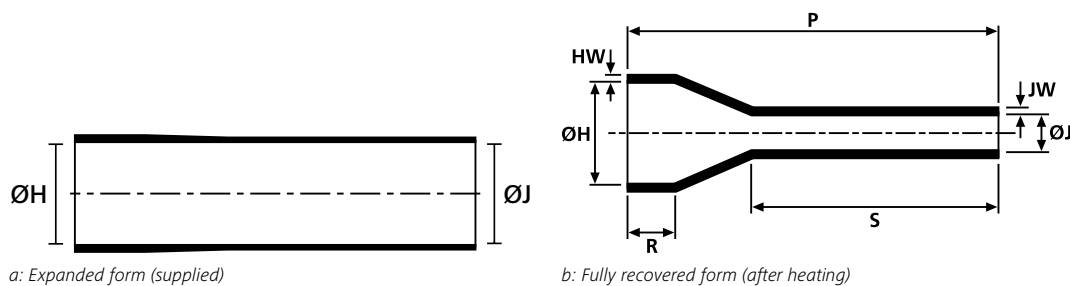 ØH
ØJ
a: Expanded form (supplied)
P
HW
JW
ØH
ØJ
S
R
b: Fully recovered form (after heating)